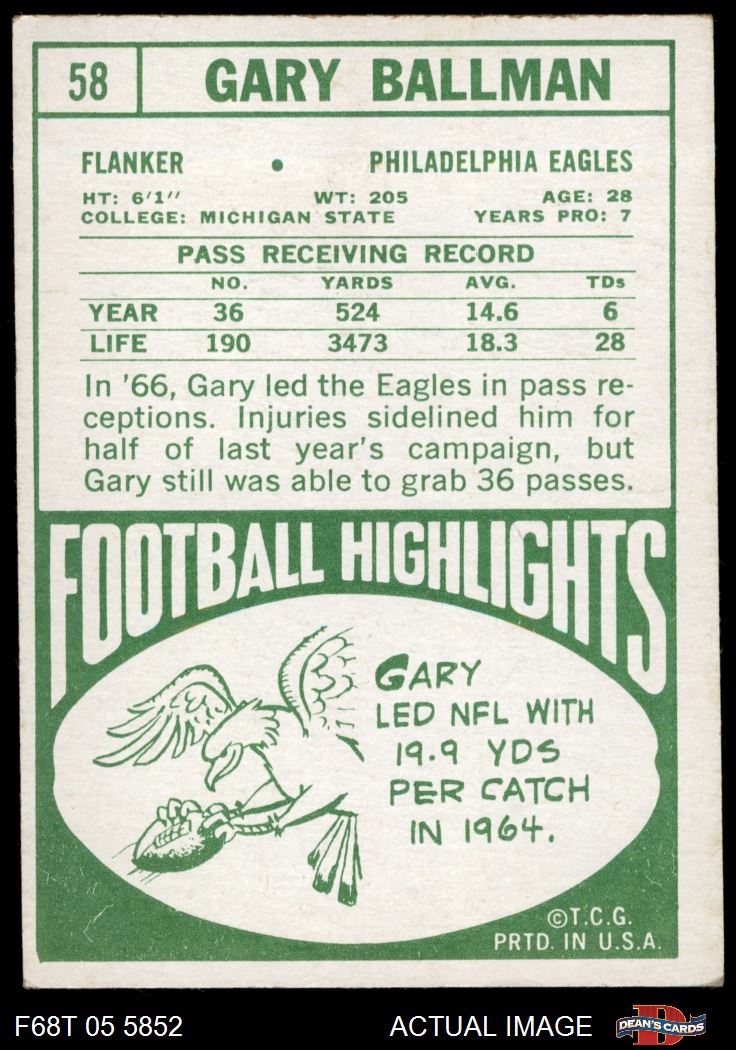 58 GARY BALLMAN
FLANKER • PHILADELPHIA EAGLES
HT: 6'1" WT: 205 AGE: 28
COLLEGE: MICHIGAN STATE YEARS PRO: 7
PASS RECEIVING RECORD
NO. YARDS AVG. TDs
YEAR 36 524 14.6 6
LIFE 190 3473 18.3 28
In '66, Gary led the Eagles in pass re-
ceptions. Injuries sidelined him for
half of last year's campaign, but
Gary still was able to grab 36 passes.
FOOTBALL HIGHLIGHTS
GARY
LED NFL WITH
19.9 YDS
PER CATCH
IN 1964.
©T.C.G.
PRTD. IN U.S.A.
F68T 05 5852 ACTUAL IMAGE DEAN'S CARDS